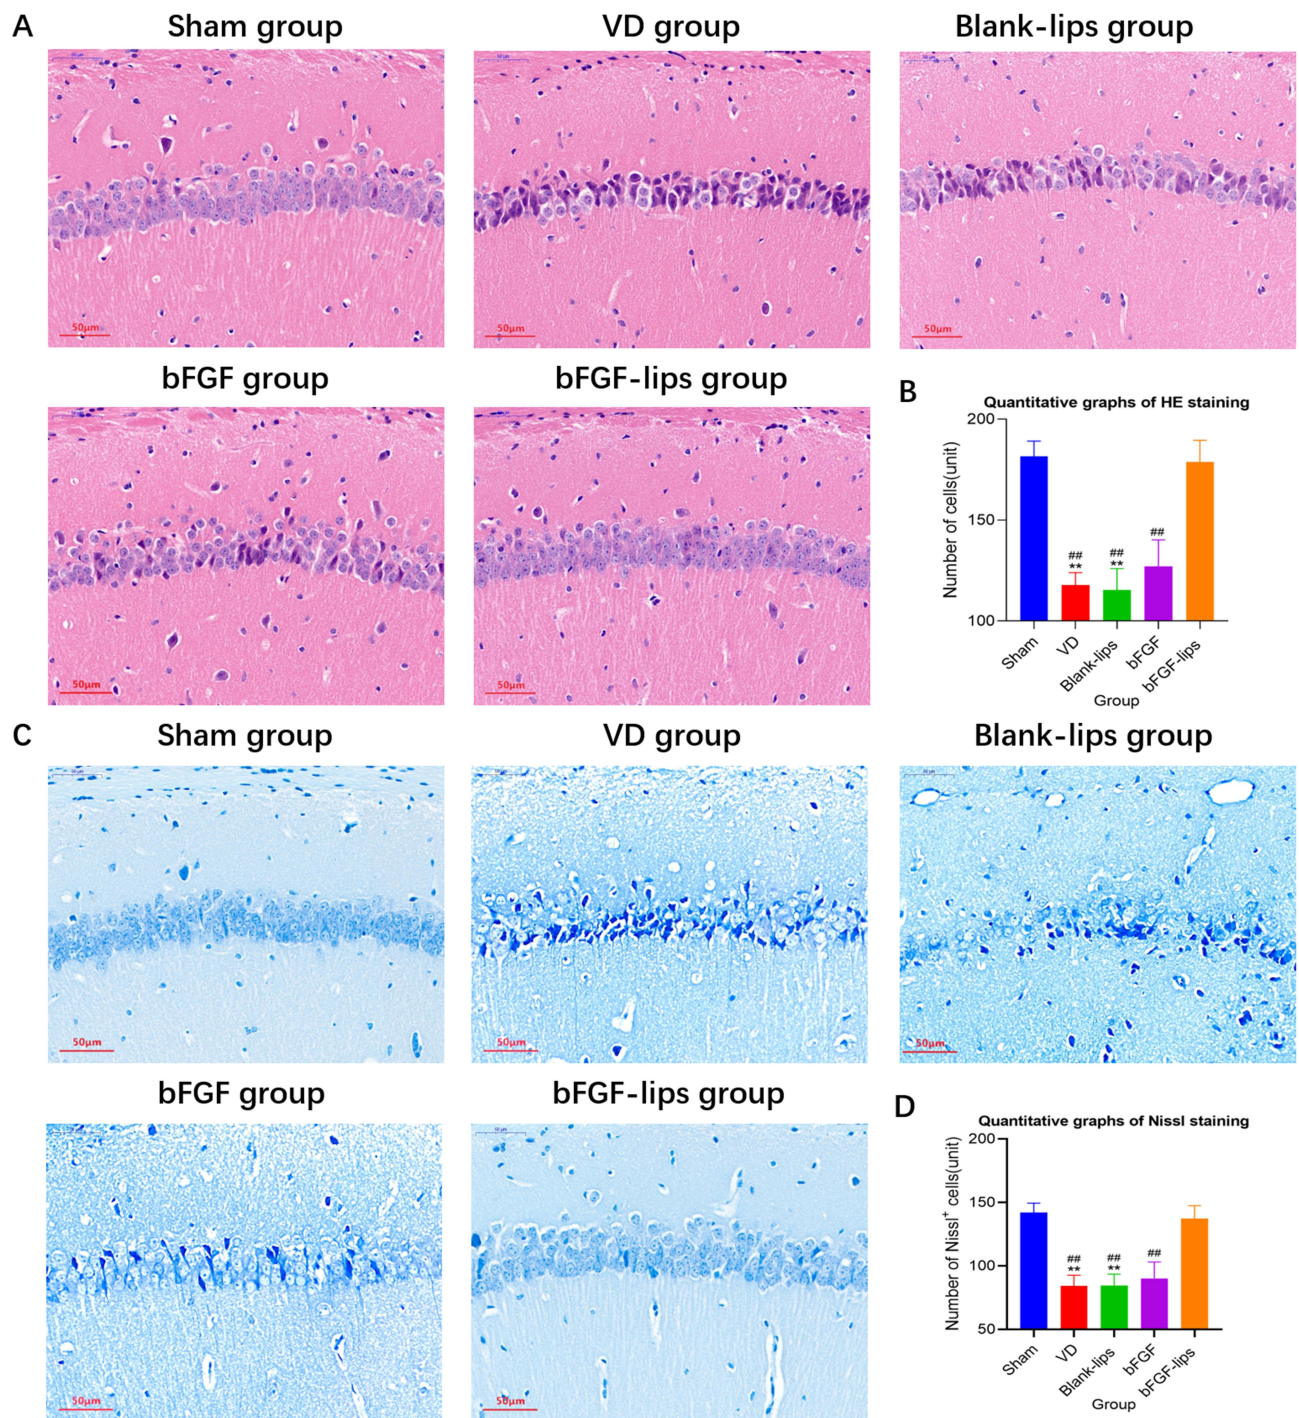 A
Sham group
VD group
Blank-lips group
50μm
50μm
50μm
bFGF group
bFGF-lips group
50μm
50μm
B
Quantitative graphs of HE staining
Number of cells(unit)
200
150
100
##
**
##
**
##
Sham
VD
Blank-lips
bFGF
bFGF-lips
Group
C
Sham group
VD group
Blank-lips group
50μm
50μm
50μm
bFGF group
bFGF-lips group
50μm
50μm
D
Quantitative graphs of Nissl staining
Number of Nissl⁺ cells(unit)
200
150
100
50
##
**
##
**
##
Sham
VD
Blank-lips
bFGF
bFGF-lips
Group